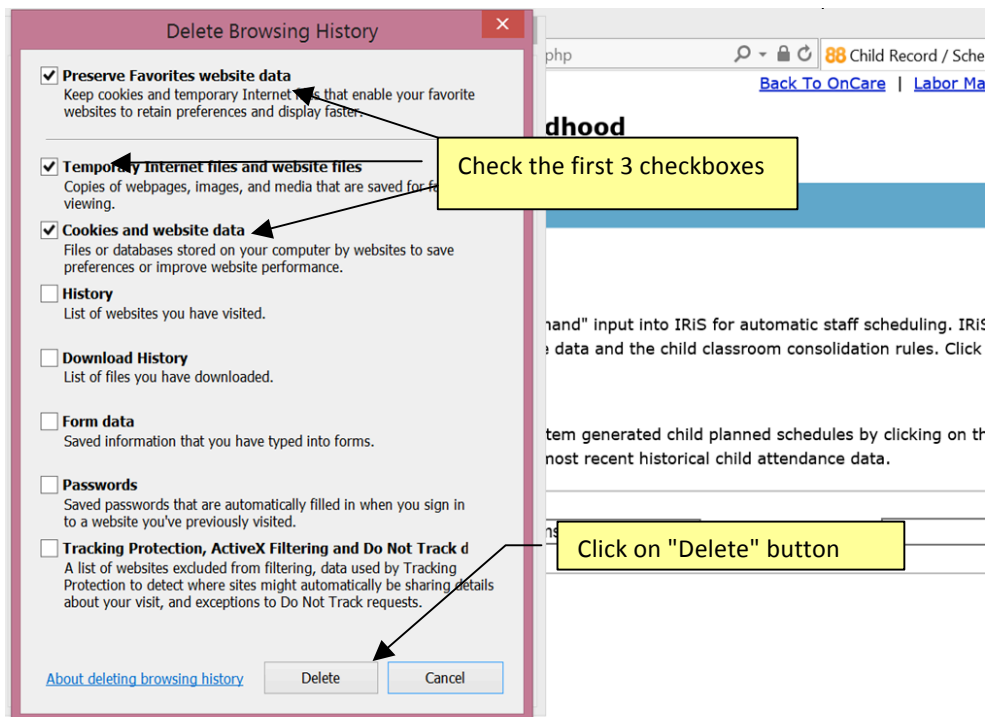 Delete Browsing History
Preserve Favorites website data
Keep cookies and temporary Internet files that enable your favorite
websites to retain preferences and display faster.
Temporary Internet files and website files
Copies of webpages, images, and media that are saved for
viewing.
Cookies and website data
Files or databases stored on your computer by websites to save
preferences or improve website performance.
History
List of websites you have visited.
Download History
List of files you have downloaded.
Form data
Saved information that you have typed into forms.
Passwords
Saved passwords that are automatically filled in when you sign in
to a website you've previously visited.
Tracking Protection, ActiveX Filtering and Do Not Track d
A list of websites excluded from filtering, data used by Tracking
Protection to detect where sites might automatically be sharing details
about your visit, and exceptions to Do Not Track requests.
About deleting browsing history
Delete
Cancel
php
88 Child Record / Sche
Back To OnCare | Labor Ma
dhood
Check the first 3 checkboxes
hand" input into IRiS for automatic staff scheduling. IRiS
e data and the child classroom consolidation rules. Click
tem generated child planned schedules by clicking on th
most recent historical child attendance data.
Click on "Delete" button